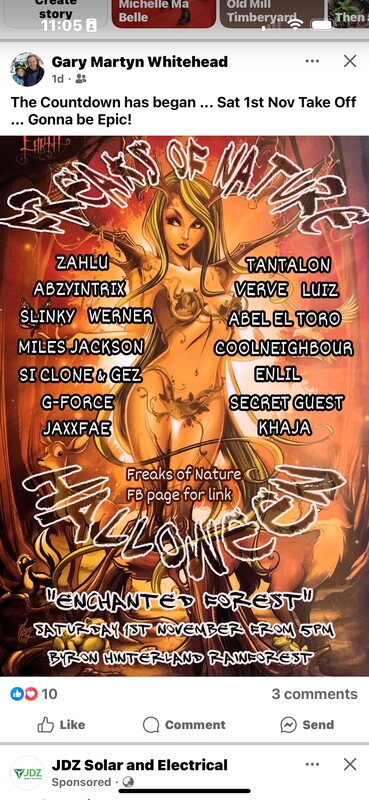 Create
story
11:05
Michelle Ma
Belle
Old Mill
Timberyard
Then a
Gary Martyn Whitehead
1d
The Countdown has began ... Sat 1st Nov Take Off
... Gonna be Epic!
FREAKS OF NATURE
ZAHLU
TANTALON
ABZYINTRIX
VERVE LUIZ
SLINKY WERNER
ABEL EL TORO
MILES JACKSON
COOLNEIGHBOUR
SI CLONE & GEZ
ENLIL
G-FORCE
SECRET GUEST
JAXXFAE
KHAJA
Freaks of Nature
FB page for link
HALLOWEEN
"ENCHANTED FOREST"
SATURDAY 1ST NOVEMBER FROM 5PM
BYRON HINTERLAND RAINFOREST
10
3 comments
Like
Comment
Send
JDZ
JDZ Solar and Electrical
Sponsored